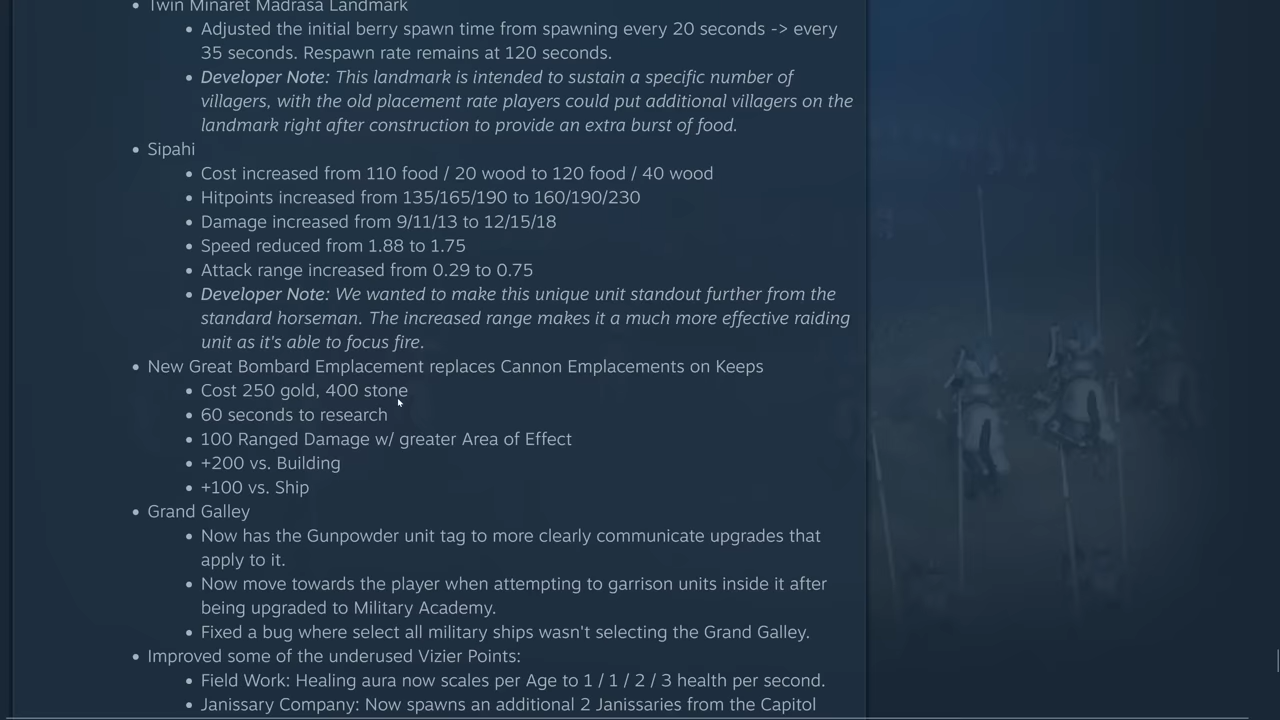 Twin Minaret Madrasa Landmark
Adjusted the initial berry spawn time from spawning every 20 seconds -> every
35 seconds. Respawn rate remains at 120 seconds.
Developer Note: This landmark is intended to sustain a specific number of
villagers, with the old placement rate players could put additional villagers on the
landmark right after construction to provide an extra burst of food.
Sipahi
Cost increased from 110 food / 20 wood to 120 food / 40 wood
Hitpoints increased from 135/165/190 to 160/190/230
Damage increased from 9/11/13 to 12/15/18
Speed reduced from 1.88 to 1.75
Attack range increased from 0.29 to 0.75
Developer Note: We wanted to make this unique unit standout further from the
standard horseman. The increased range makes it a much more effective raiding
unit as it's able to focus fire.
New Great Bombard Emplacement replaces Cannon Emplacements on Keeps
Cost 250 gold, 400 stone
60 seconds to research
100 Ranged Damage w/ greater Area of Effect
+200 vs. Building
+100 vs. Ship
Grand Galley
Now has the Gunpowder unit tag to more clearly communicate upgrades that
apply to it.
Now move towards the player when attempting to garrison units inside it after
being upgraded to Military Academy.
Fixed a bug where select all military ships wasn't selecting the Grand Galley.
Improved some of the underused Vizier Points:
Field Work: Healing aura now scales per Age to 1 / 1 / 2 / 3 health per second.
Janissary Company: Now spawns an additional 2 Janissaries from the Capitol